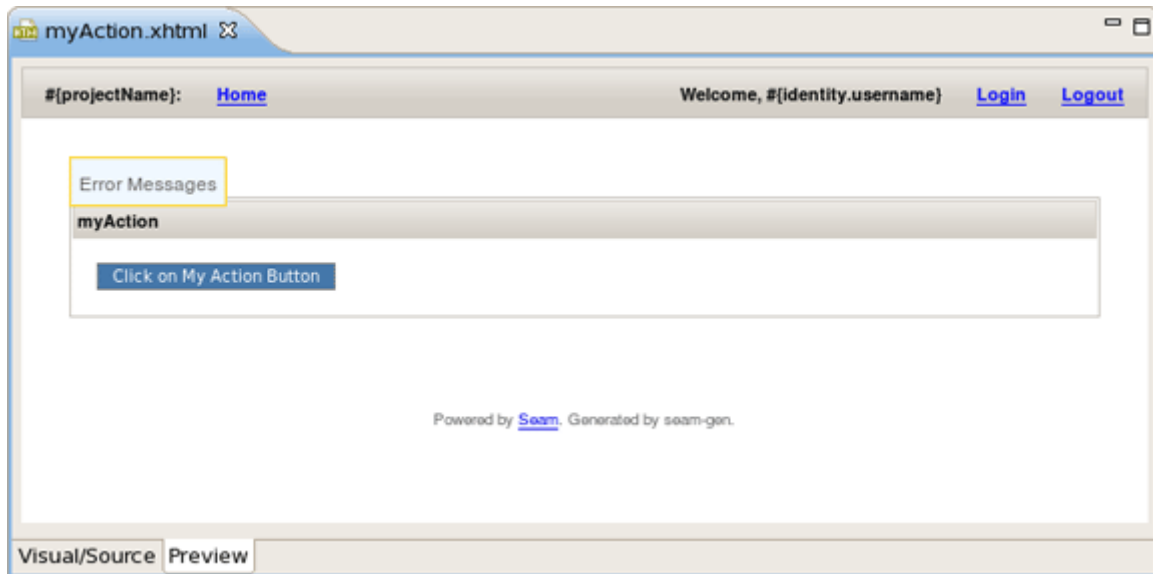 myAction.xhtml
#{projectName}: Home Welcome, #{identity.username} Login Logout
Error Messages
myAction
Click on My Action Button
Powered by Seam. Generated by seam-gen.
Visual/Source Preview